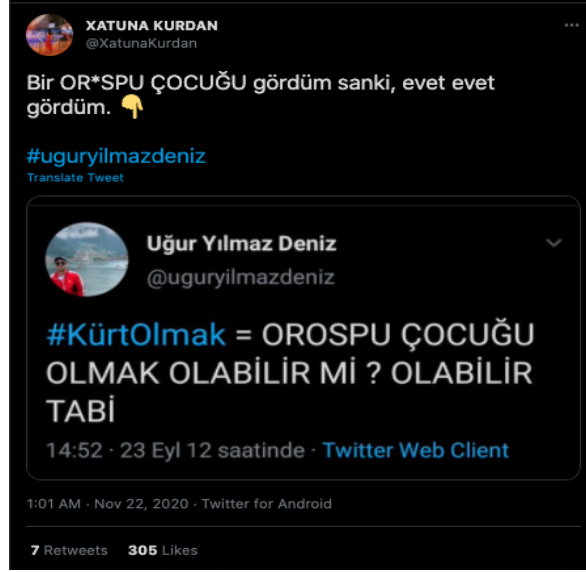 XATUNA KURDAN
@XatunaKurdan
Bir OR*SPU ÇOCUĞU gördüm sanki, evet evet
gördüm. 👇
#uguryilmazdeniz
Translate Tweet
Uğur Yılmaz Deniz
@uguryilmazdeniz
#KürtOlmak = OROSPU ÇOCUĞU
OLMAK OLABİLİR Mİ ? OLABİLİR
TABİ
14:52 · 23 Eyl 12 saatinde · Twitter Web Client
1:01 AM · Nov 22, 2020 · Twitter for Android
7 Retweets 305 Likes